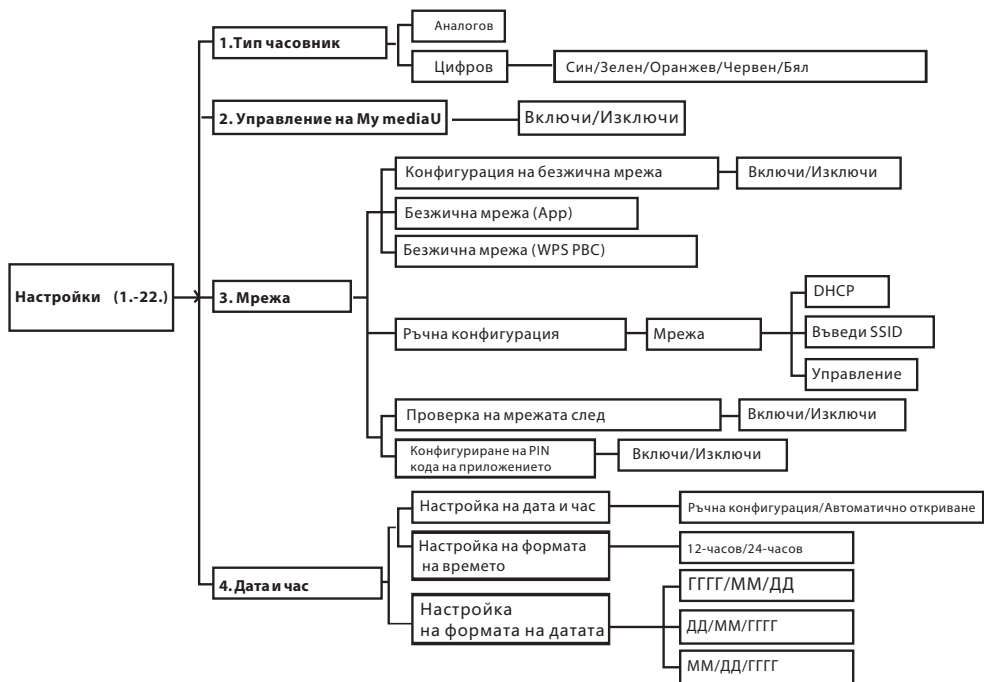 Настройки (1.-22.)
1.Тип часовник
Аналогов
Цифров
Син/Зелен/Оранжев/Червен/Бял
2. Управление на My mediaU
Включи/Изключи
3. Мрежа
Конфигурация на безжична мрежа
Включи/Изключи
Безжична мрежа (App)
Безжична мрежа (WPS PBC)
Ръчна конфигурация
Мрежа
DHCP
Въведи SSID
Управление
Проверка на мрежата след
Включи/Изключи
Конфигуриране на PIN
кода на приложението
Включи/Изключи
4.Дата и час
Настройка на дата и час
Ръчна конфигурация/Автоматично откриване
Настройка на формата
на времето
12-часов/24-часов
Настройка
на формата на датата
ГГГГ/ММ/ДД
ДД/ММ/ГГГГ
ММ/ДД/ГГГГ